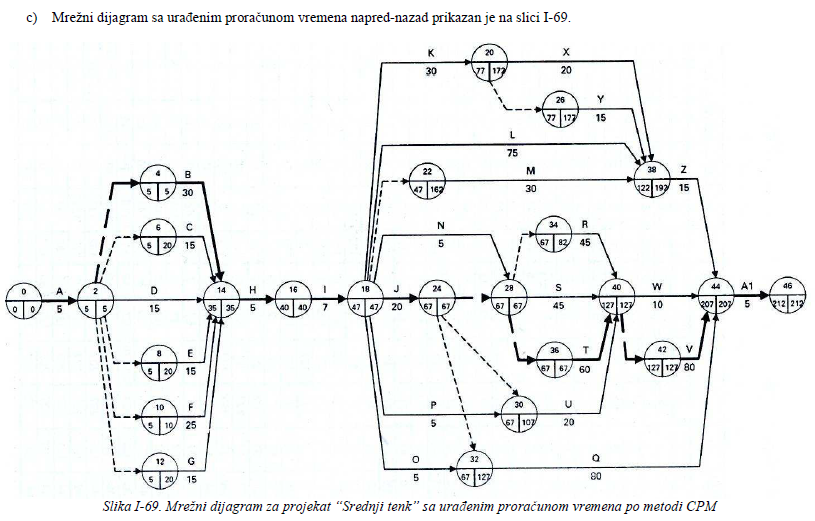 c) Mrežni dijagram sa urađenim proračunom vremena napred-nazad prikazan je na slici I-69.
K 20 X
30 77 172 20
26 Y
77 177 15
L
75
4 B 22 M 38 Z
5 5 30 47 162 30 122 192 15
6 C N 34 R
5 20 15 5 67 82 45
0 A 2 D 14 H 16 I 18 J 24 28 S 40 W 44 A1 46
0 0 5 5 5 15 35 35 5 40 40 7 47 47 20 67 67 67 67 45 127 127 10 207 207 5 212 212
8 E 36 T 42 V
5 20 15 67 67 60 127 127 80
10 F P 30 U
5 10 25 5 67 107 20
12 G O 32 Q
5 20 15 5 67 127 80
Slika I-69. Mrežni dijagram za projekat “Srednji tenk” sa urađenim proračunom vremena po metodi CPM